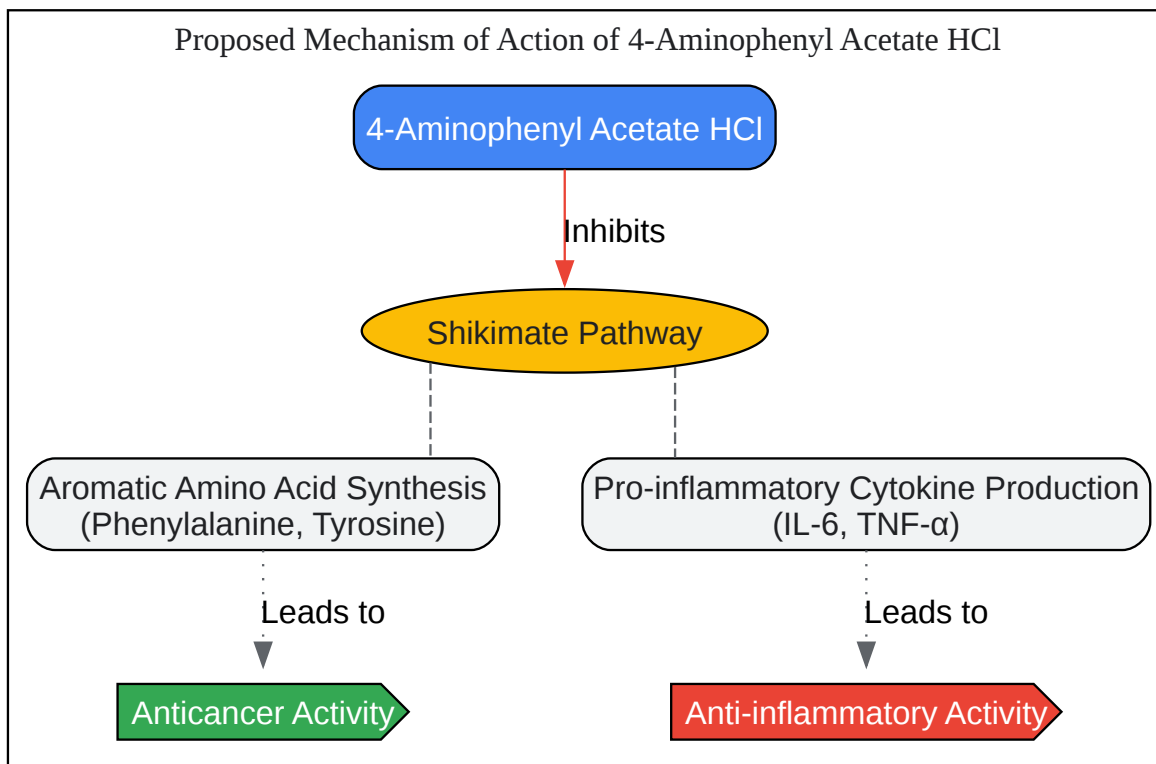 Proposed Mechanism of Action of 4-Aminophenyl Acetate HCl
4-Aminophenyl Acetate HCl
Inhibits
Shikimate Pathway
Aromatic Amino Acid Synthesis
(Phenylalanine, Tyrosine)
Pro-inflammatory Cytokine Production
(IL-6, TNF-α)
Leads to
Leads to
Anticancer Activity
Anti-inflammatory Activity